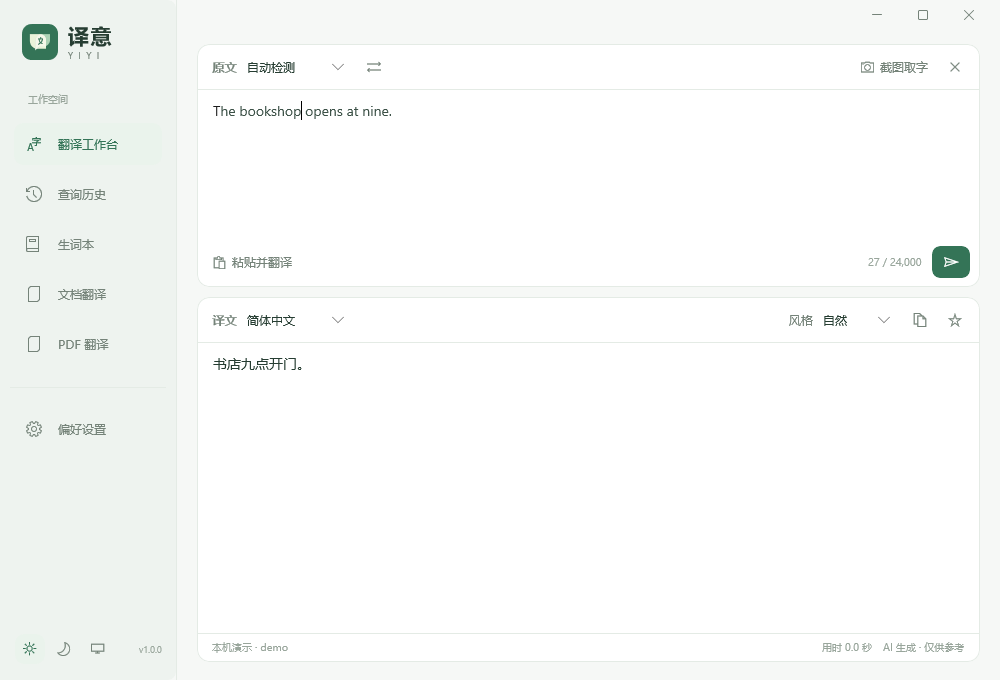 译意
YIYI
工作空间
翻译工作台
查询历史
生词本
文档翻译
PDF 翻译
偏好设置
v1.0.0
原文 自动检测 截图取字
The bookshop opens at nine.
粘贴并翻译 27 / 24,000
译文 简体中文 风格 自然
书店九点开门。
本机演示 · demo 用时 0.0 秒 AI 生成 · 仅供参考